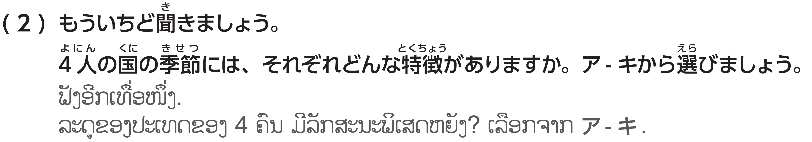 (2) もういちど聞きましょう。
4人の国の季節には、それぞれどんな特徴がありますか。ア-キから選びましょう。
ຟັງອີກເທື່ອໜຶ່ງ.
ລະດູຂອງປະເທດຂອງ 4 ຄົນ ມີລັກສະນະພິເສດຫຍັງ? ເລືອກຈາກ ア-キ.